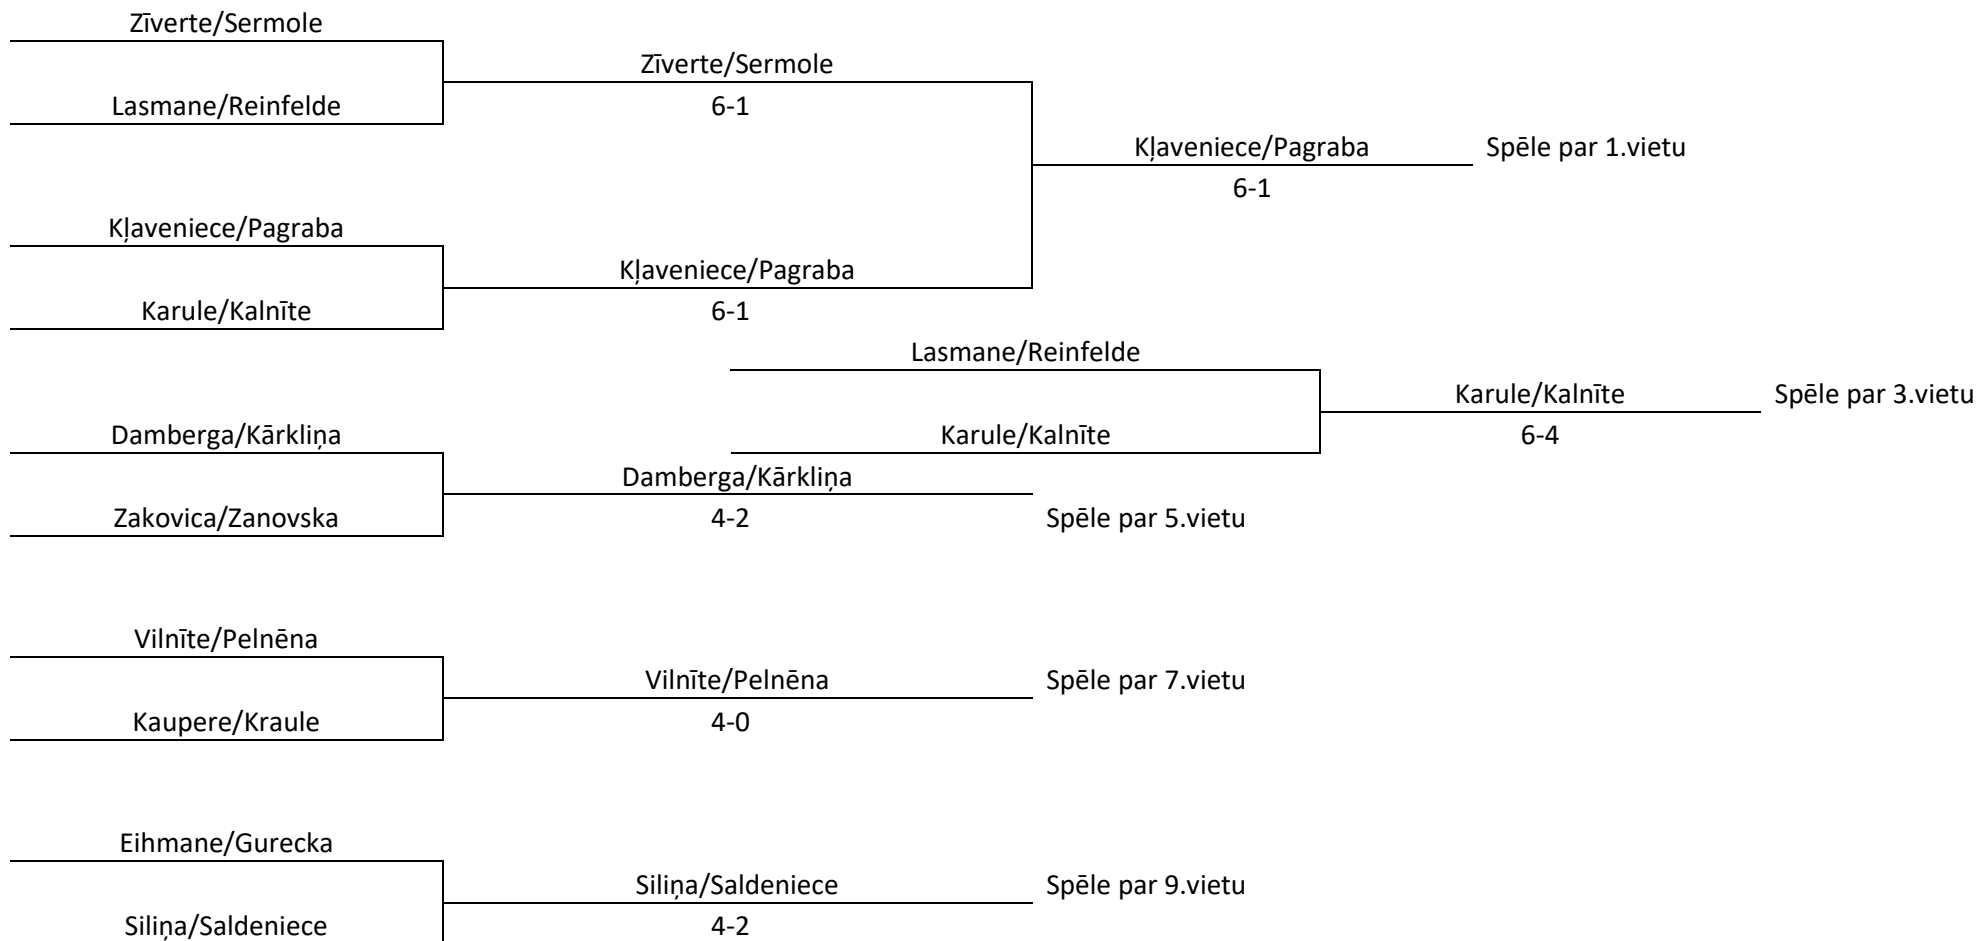 Zīverte/Sermole
Zīverte/Sermole
Lasmane/Reinfelde
6-1
Kļaveniece/Pagraba
Spēle par 1.vietu
6-1
Kļaveniece/Pagraba
Kļaveniece/Pagraba
Karule/Kalnīte
6-1
Lasmane/Reinfelde
Karule/Kalnīte
Spēle par 3.vietu
Damberga/Kārkliņa
Karule/Kalnīte
6-4
Damberga/Kārkliņa
Zakovica/Zanovska
4-2
Spēle par 5.vietu
Vilnīte/Pelnēna
Vilnīte/Pelnēna
Spēle par 7.vietu
Kaupere/Kraule
4-0
Eihmane/Gurecka
Siliņa/Saldeniece
Spēle par 9.vietu
Siliņa/Saldeniece
4-2